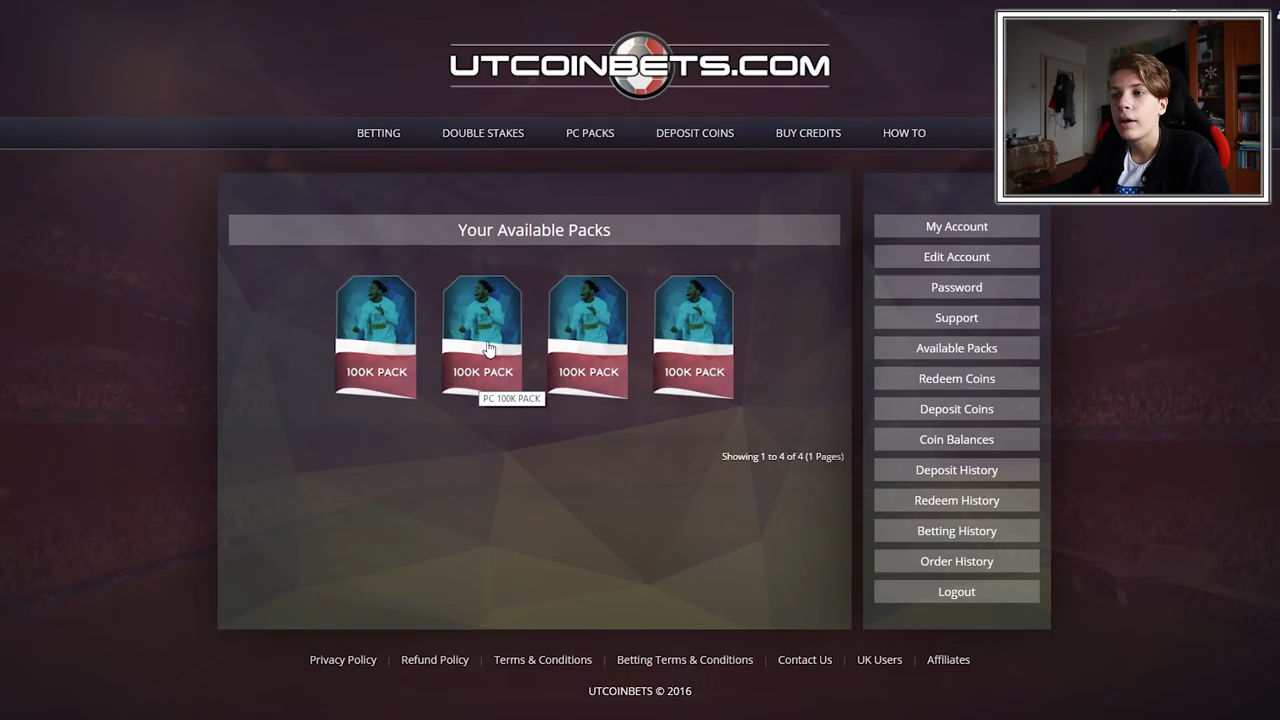 UTCOINBETS.COM
BETTING DOUBLE STAKES PC PACKS DEPOSIT COINS BUY CREDITS HOW TO
Your Available Packs
100K PACK 100K PACK 100K PACK 100K PACK
PC 100K PACK
Showing 1 to 4 of 4 (1 Pages)
My Account
Edit Account
Password
Support
Available Packs
Redeem Coins
Deposit Coins
Coin Balances
Deposit History
Redeem History
Betting History
Order History
Logout
Privacy Policy | Refund Policy | Terms & Conditions | Betting Terms & Conditions | Contact Us | UK Users | Affiliates
UTCOINBETS © 2016